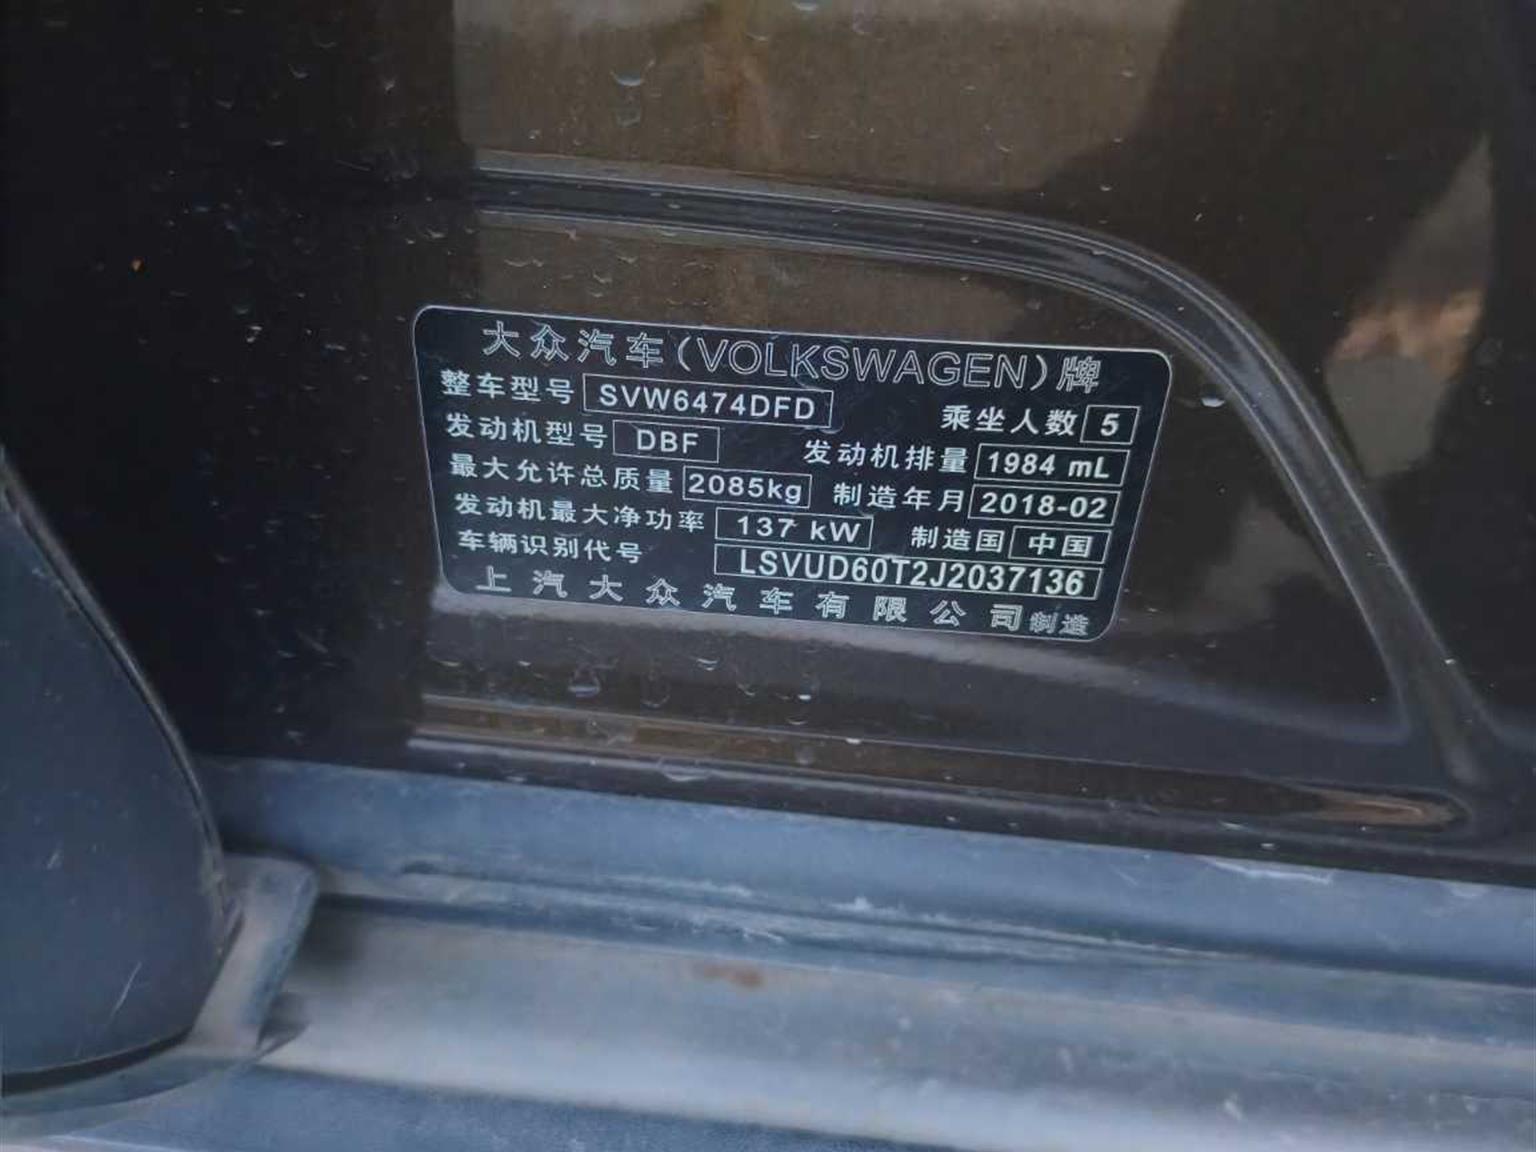 大众汽车(VOLKSWAGEN)牌
整车型号 SVW6474DFD 乘坐人数 5
发动机型号 DBF 发动机排量 1984 mL
最大允许总质量 2085kg 制造年月 2018-02
发动机最大净功率 137 kW 制造国 中国
车辆识别代号 LSVUD60T2J2037136
上汽大众汽车有限公司制造